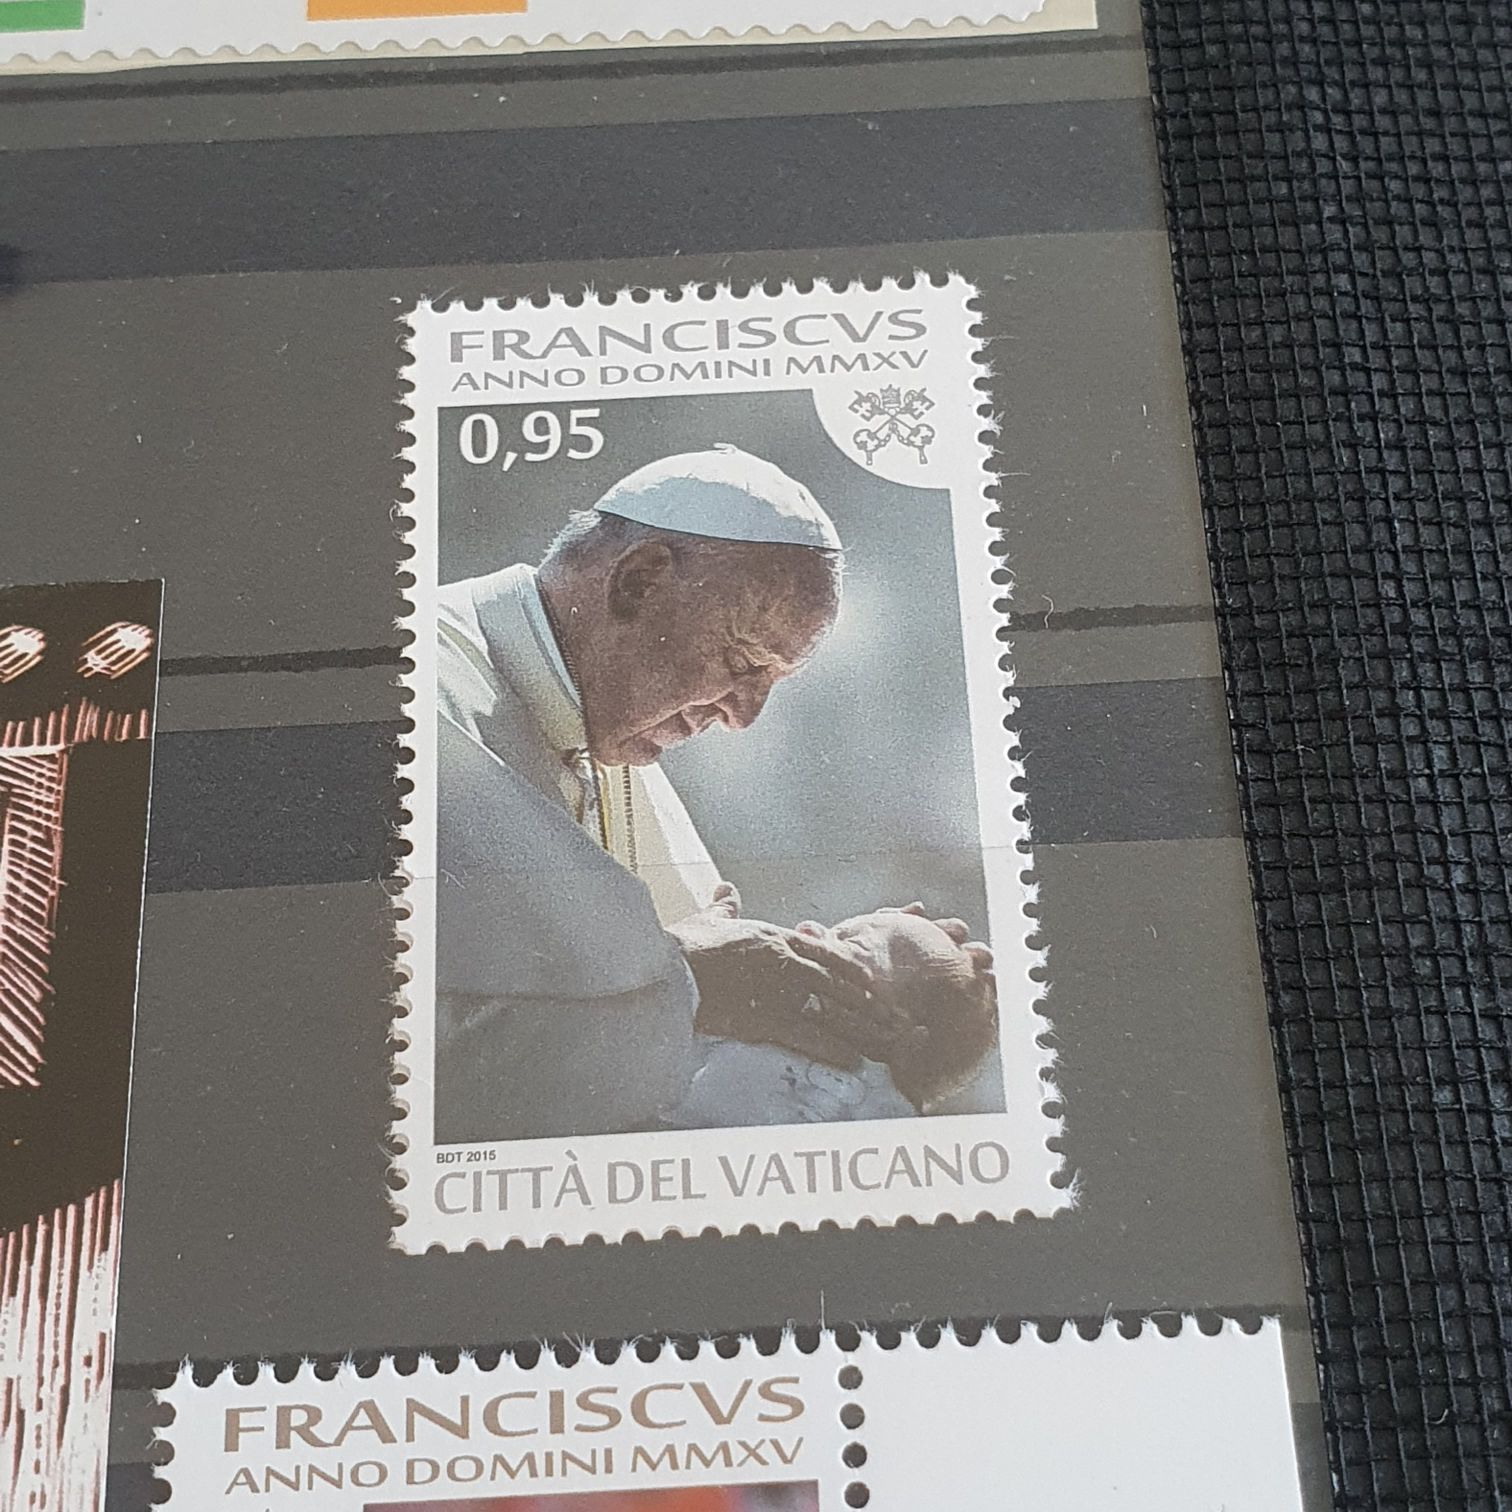 FRANCISCVS
ANNO DOMINI MMXV
0,95
BDT 2015
CITTÀ DEL VATICANO
FRANCISCVS
ANNO DOMINI MMXV